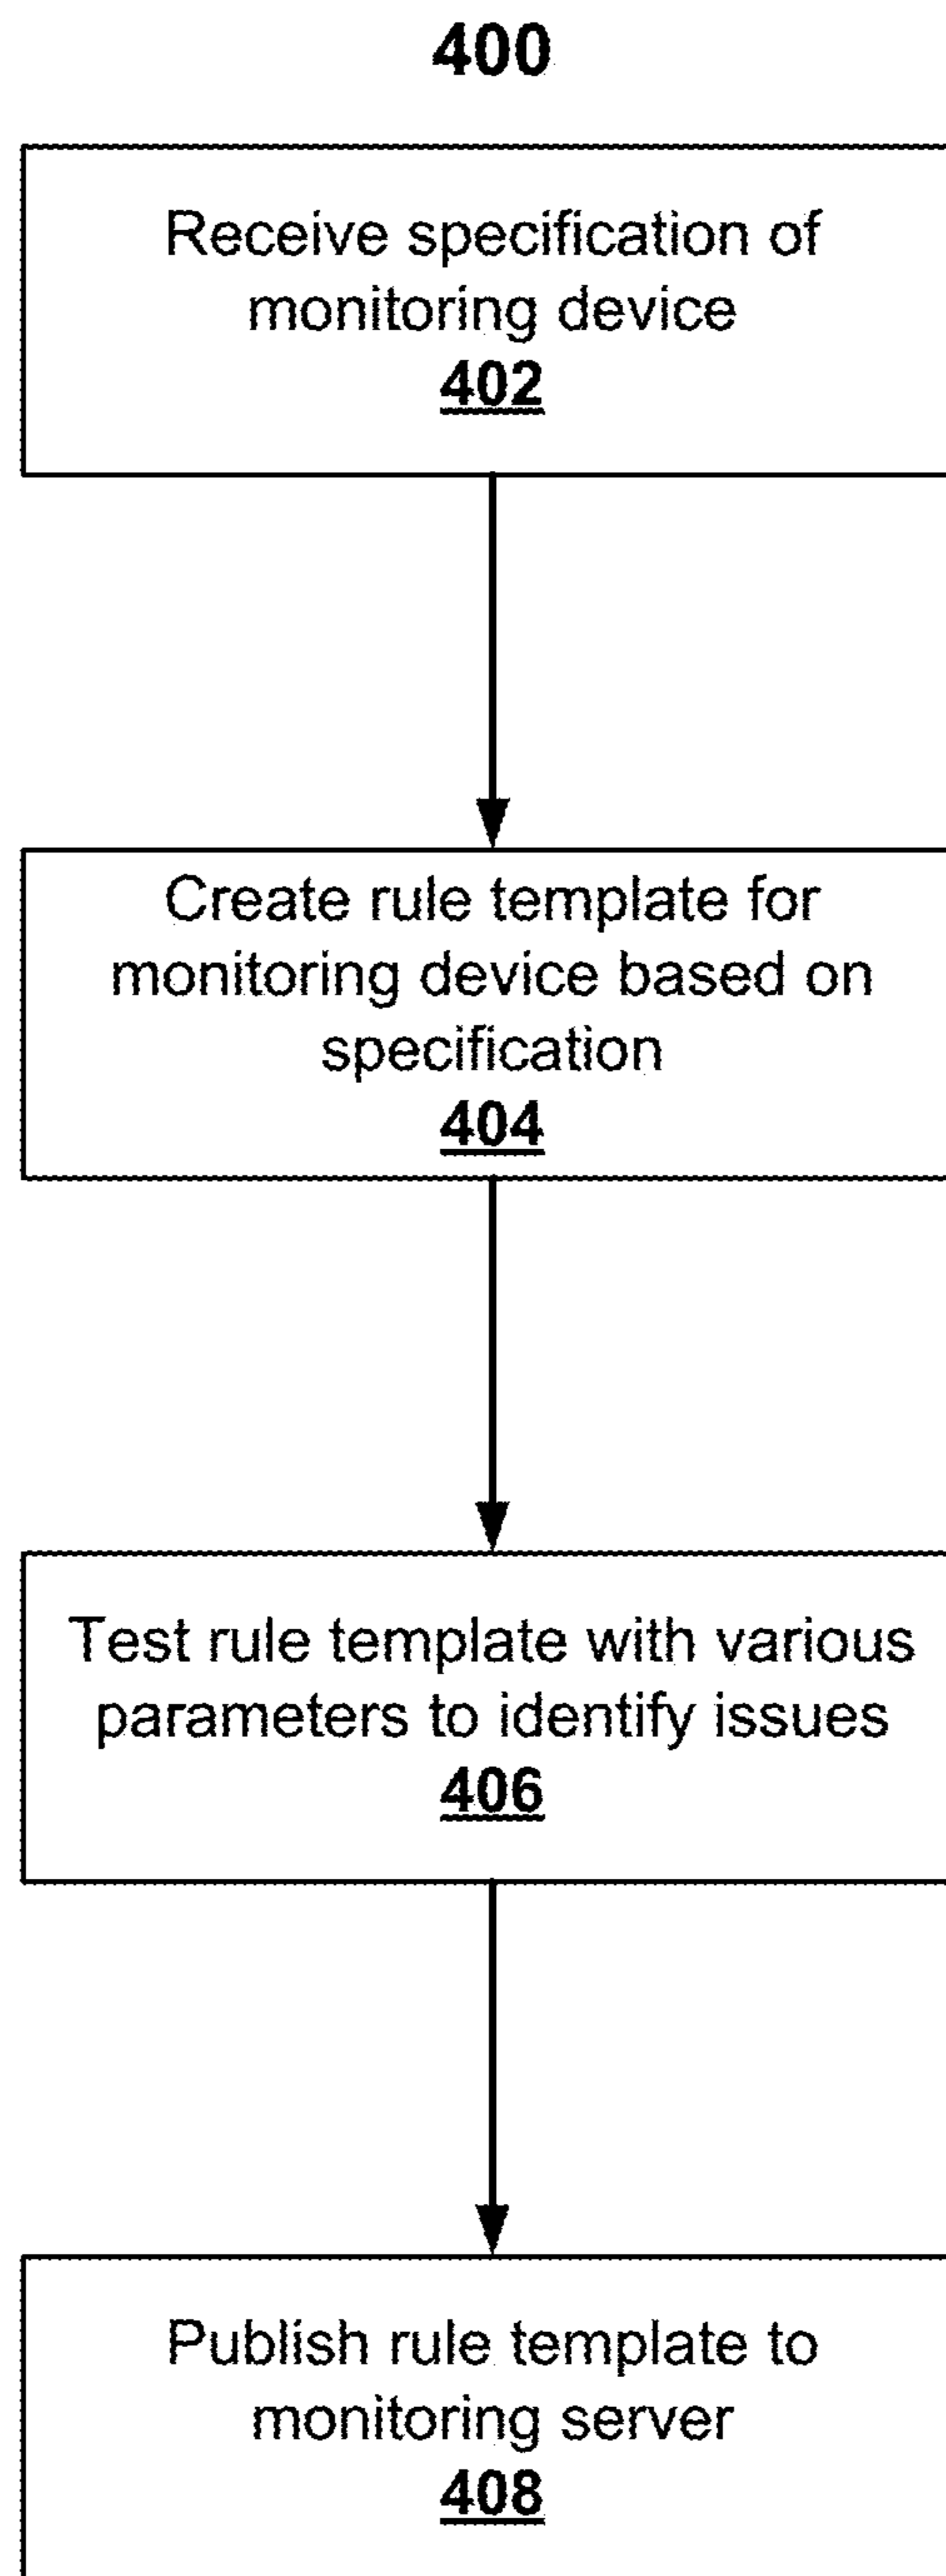 400
Receive specification of
monitoring device
402
Create rule template for
monitoring device based on
specification
404
Test rule template with various
parameters to identify issues
406
Publish rule template to
monitoring server
408